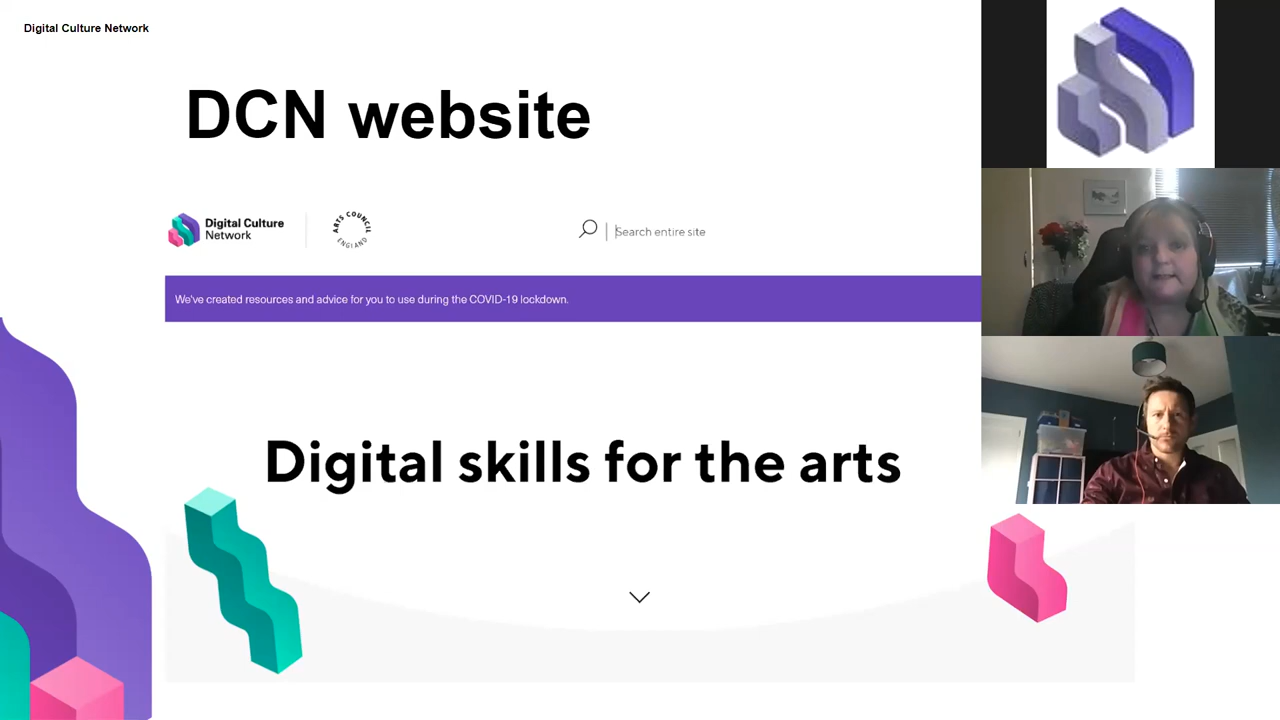 Digital Culture Network
DCN website
Digital Culture
Network
ARTS COUNCIL
ENGLAND
Search entire site
We've created resources and advice for you to use during the COVID-19 lockdown.
Digital skills for the arts